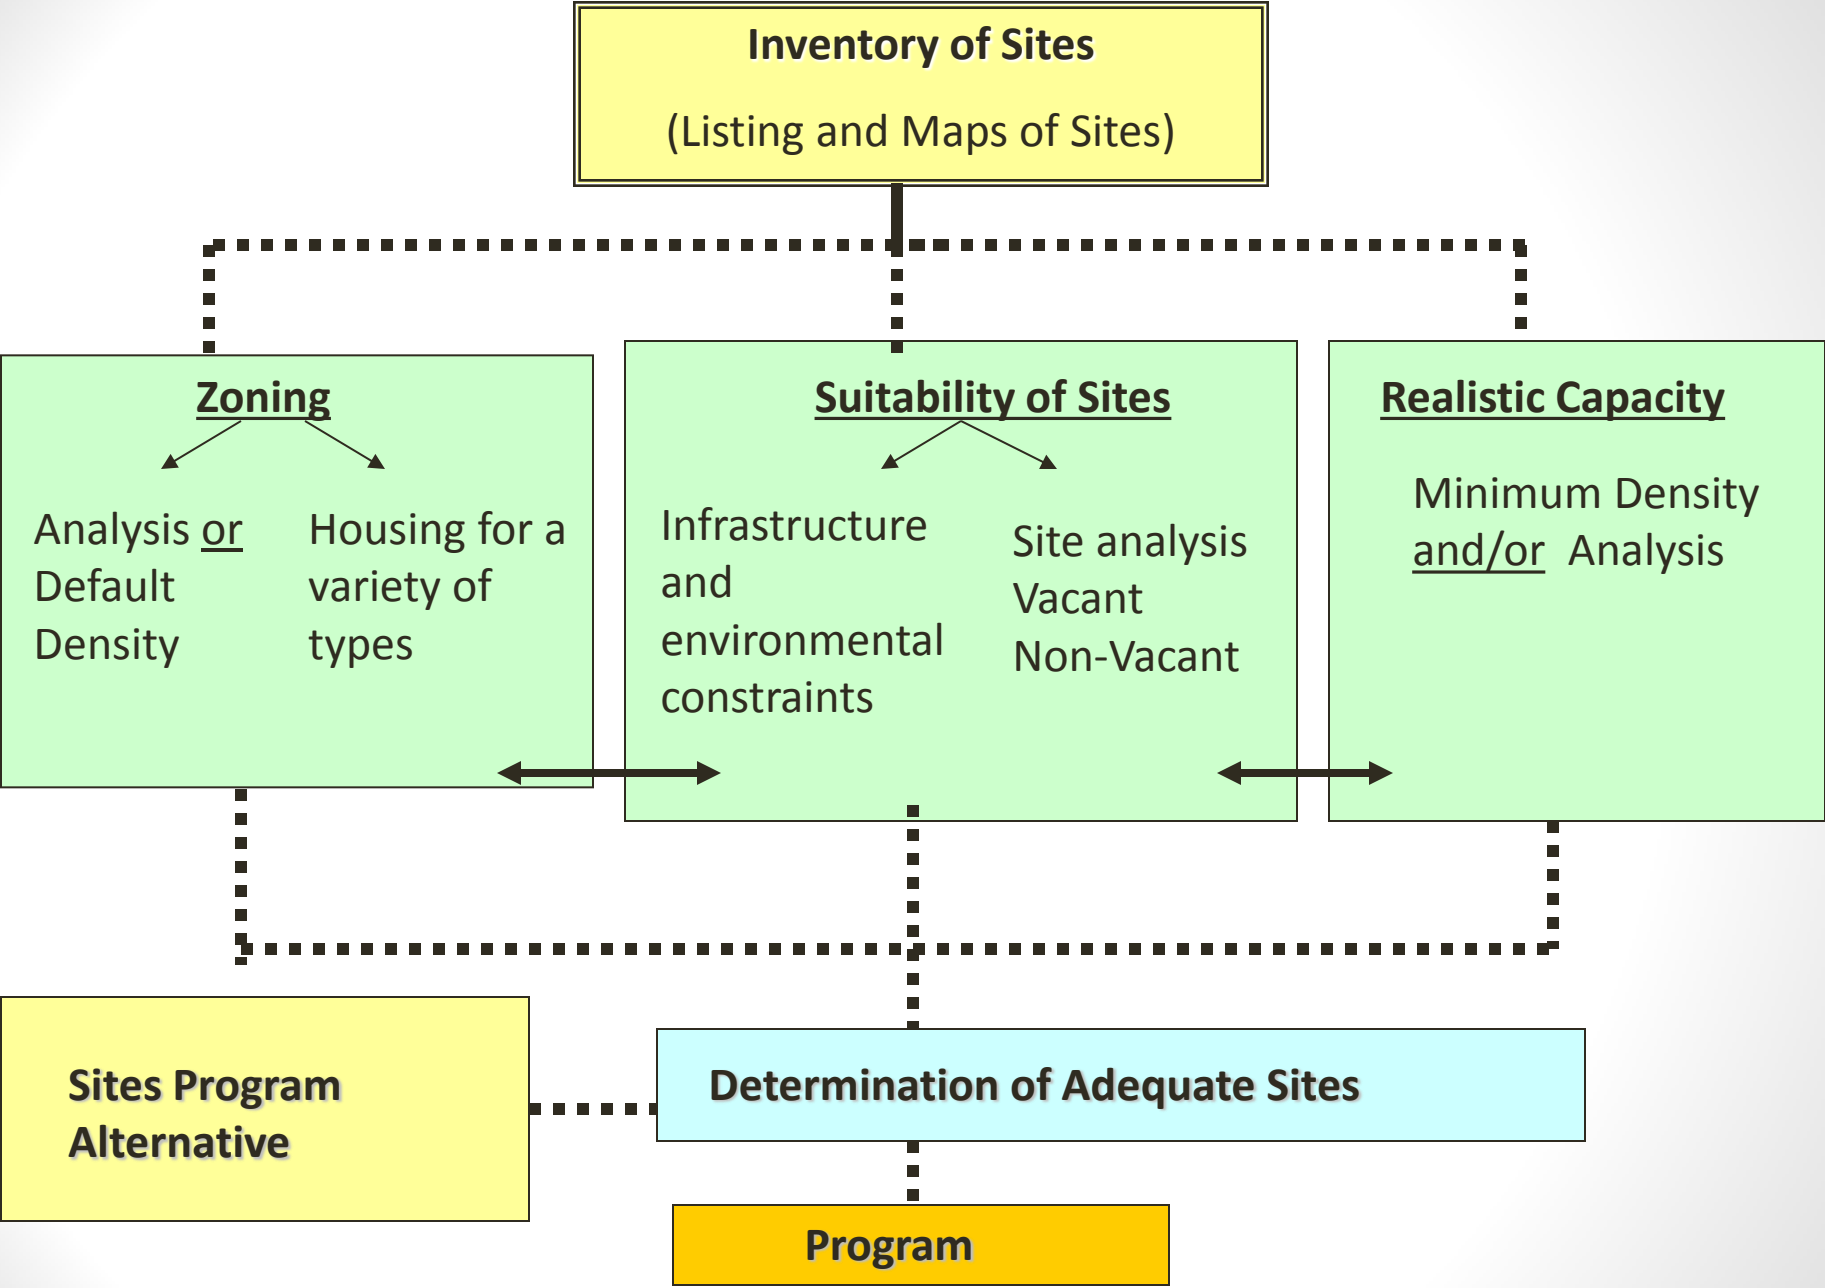 Inventory of Sites
(Listing and Maps of Sites)
Zoning
Analysis or
Default
Density
Housing for a
variety of
types
Suitability of Sites
Infrastructure
and
environmental
constraints
Site analysis
Vacant
Non-Vacant
Realistic Capacity
Minimum Density
and/or Analysis
Sites Program
Alternative
Determination of Adequate Sites
Program